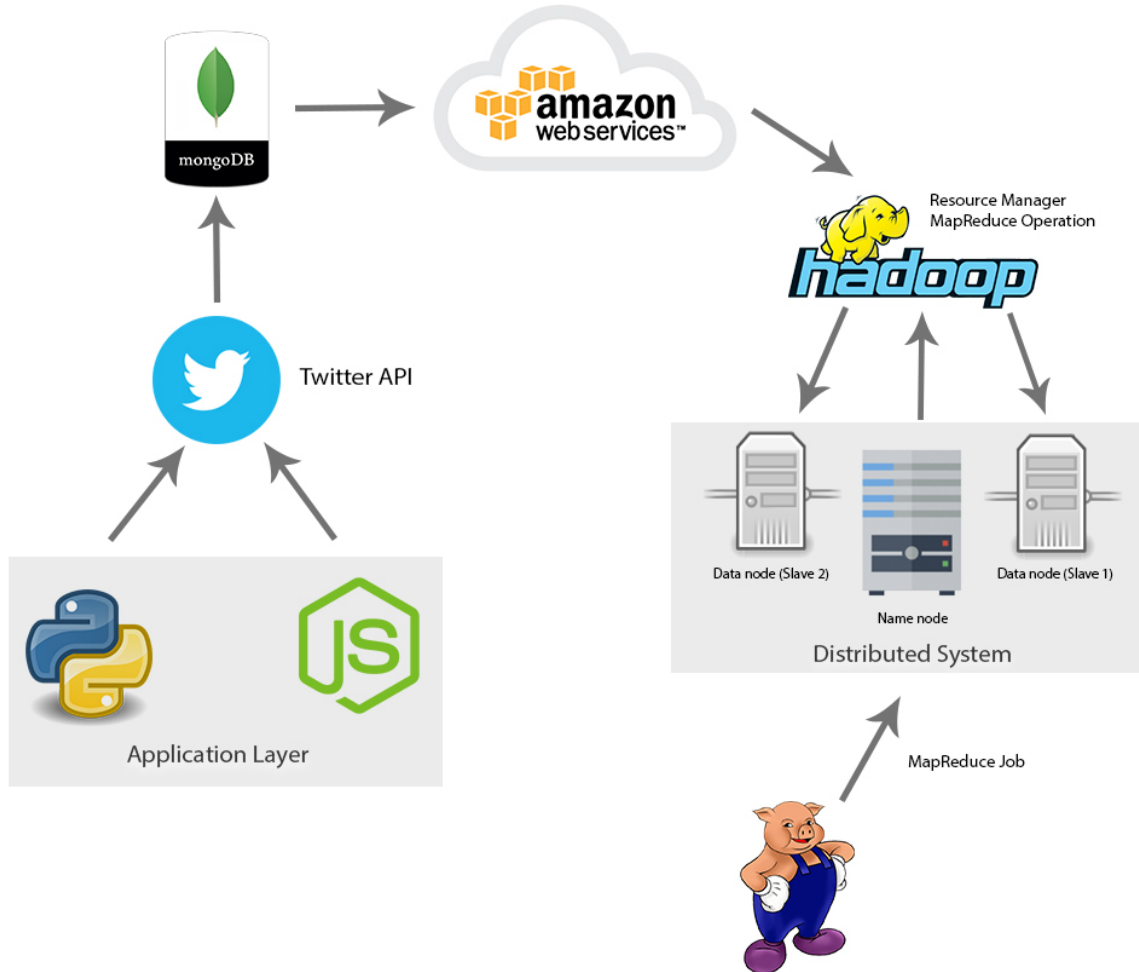 mongoDB
amazon
web services™
Resource Manager
MapReduce Operation
hadoop
Twitter API
JS
Application Layer
Data node (Slave 2)
Data node (Slave 1)
Name node
Distributed System
MapReduce Job